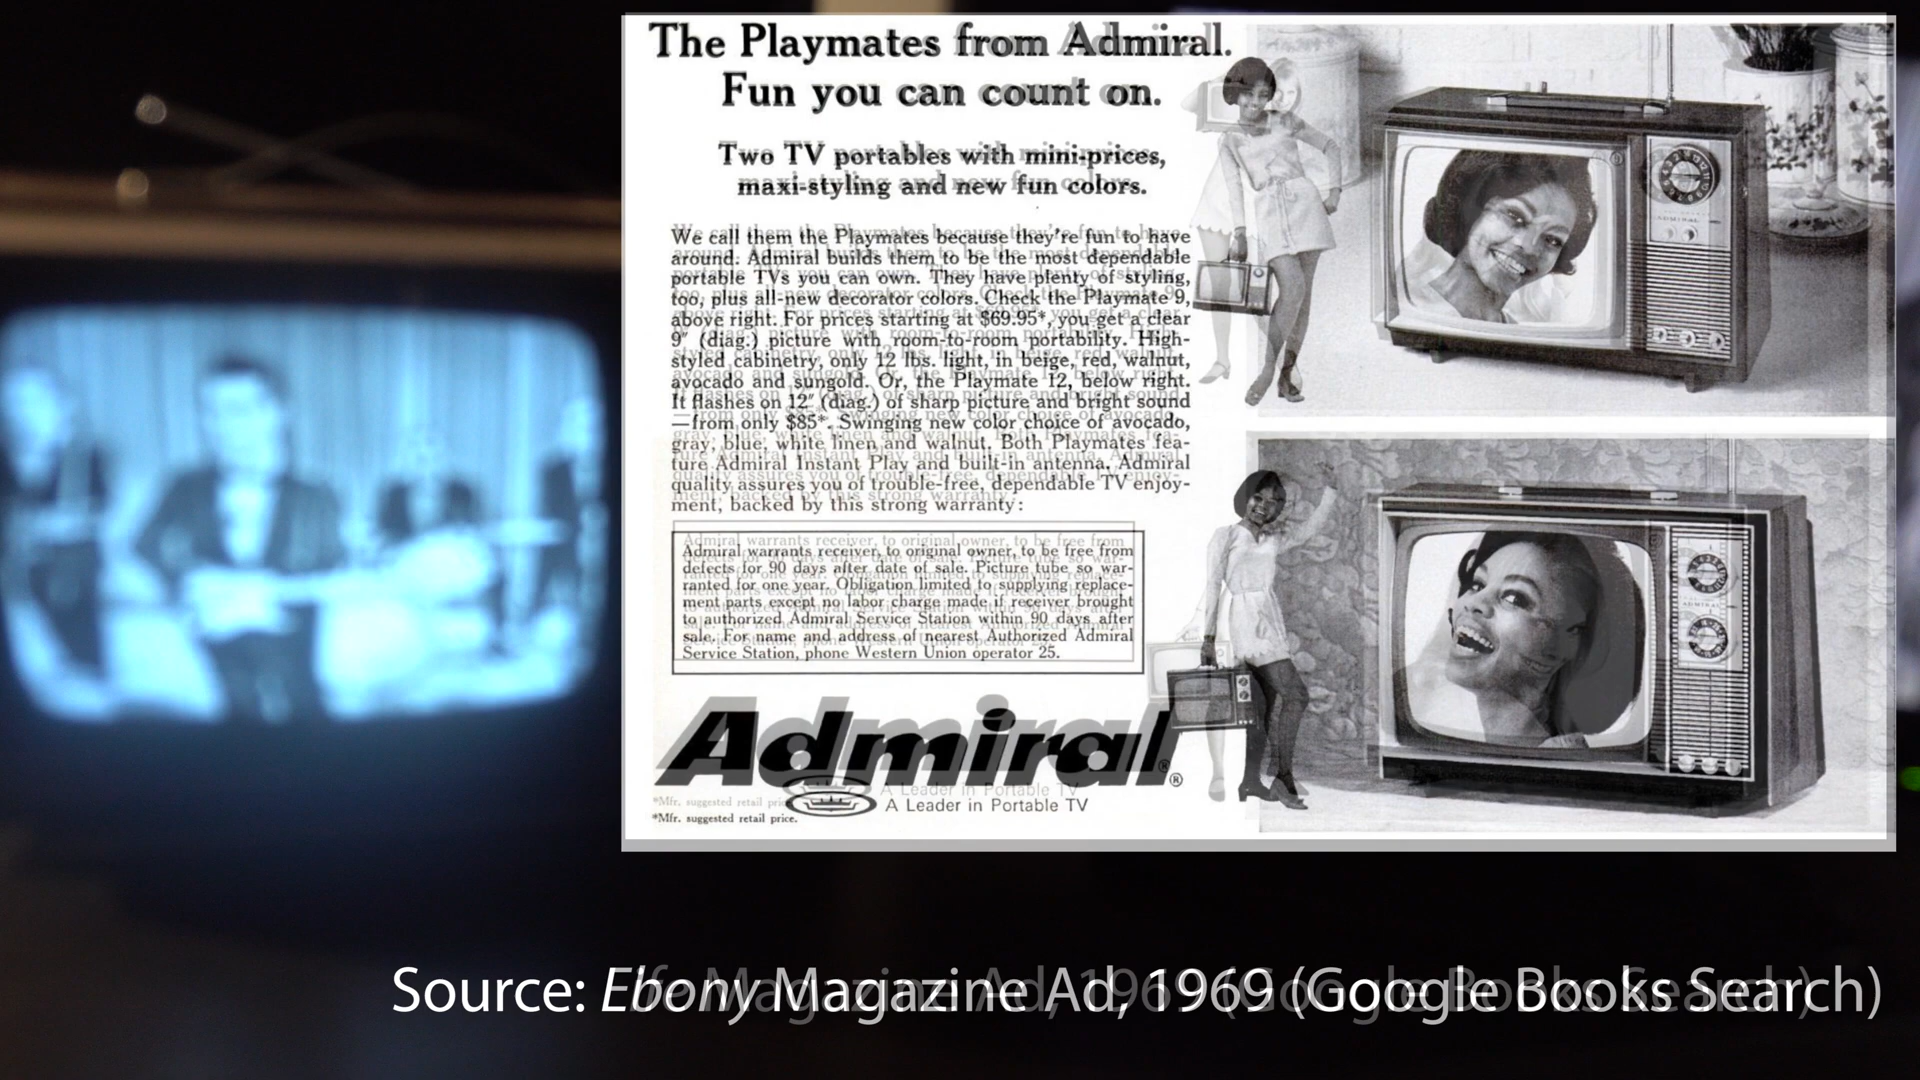 The Playmates from Admiral.
Fun you can count on.
Two TV portables with mini-prices,
maxi-styling and new fun colors.
We call them the Playmates because they're fun to have
around. Admiral builds them to be the most dependable
portable TVs you can own. They have plenty of styling,
too, plus all-new decorator colors. Check the Playmate 9,
above right. For prices starting at $69.95*, you get a clear
9" (diag.) picture with room-to-room portability. High-
styled cabinetry, only 12 lbs. light, in beige, red, walnut,
avocado and sungold. Or, the Playmate 12, below right.
It flashes on 12" (diag.) of sharp picture and bright sound
—from only $85*. Swinging new color choice of avocado,
gray, blue, white linen and walnut. Both Playmates fea-
ture Admiral Instant Play and built-in antenna. Admiral
quality assures you of trouble-free, dependable TV enjoy-
ment, backed by this strong warranty:
Admiral warrants receiver, to original owner, to be free from
defects for 90 days after date of sale. Picture tube so war-
ranted for one year. Obligation limited to supplying replace-
ment parts except no labor charge made if receiver brought
to authorized Admiral Service Station within 90 days after
sale. For name and address of nearest Authorized Admiral
Service Station, phone Western Union operator 25.
Admiral®
A Leader in Portable TV
*Mfr. suggested retail price.
ADMIRAL
ADMIRAL
Source: Ebony Magazine Ad, 1969 (Google Books Search)